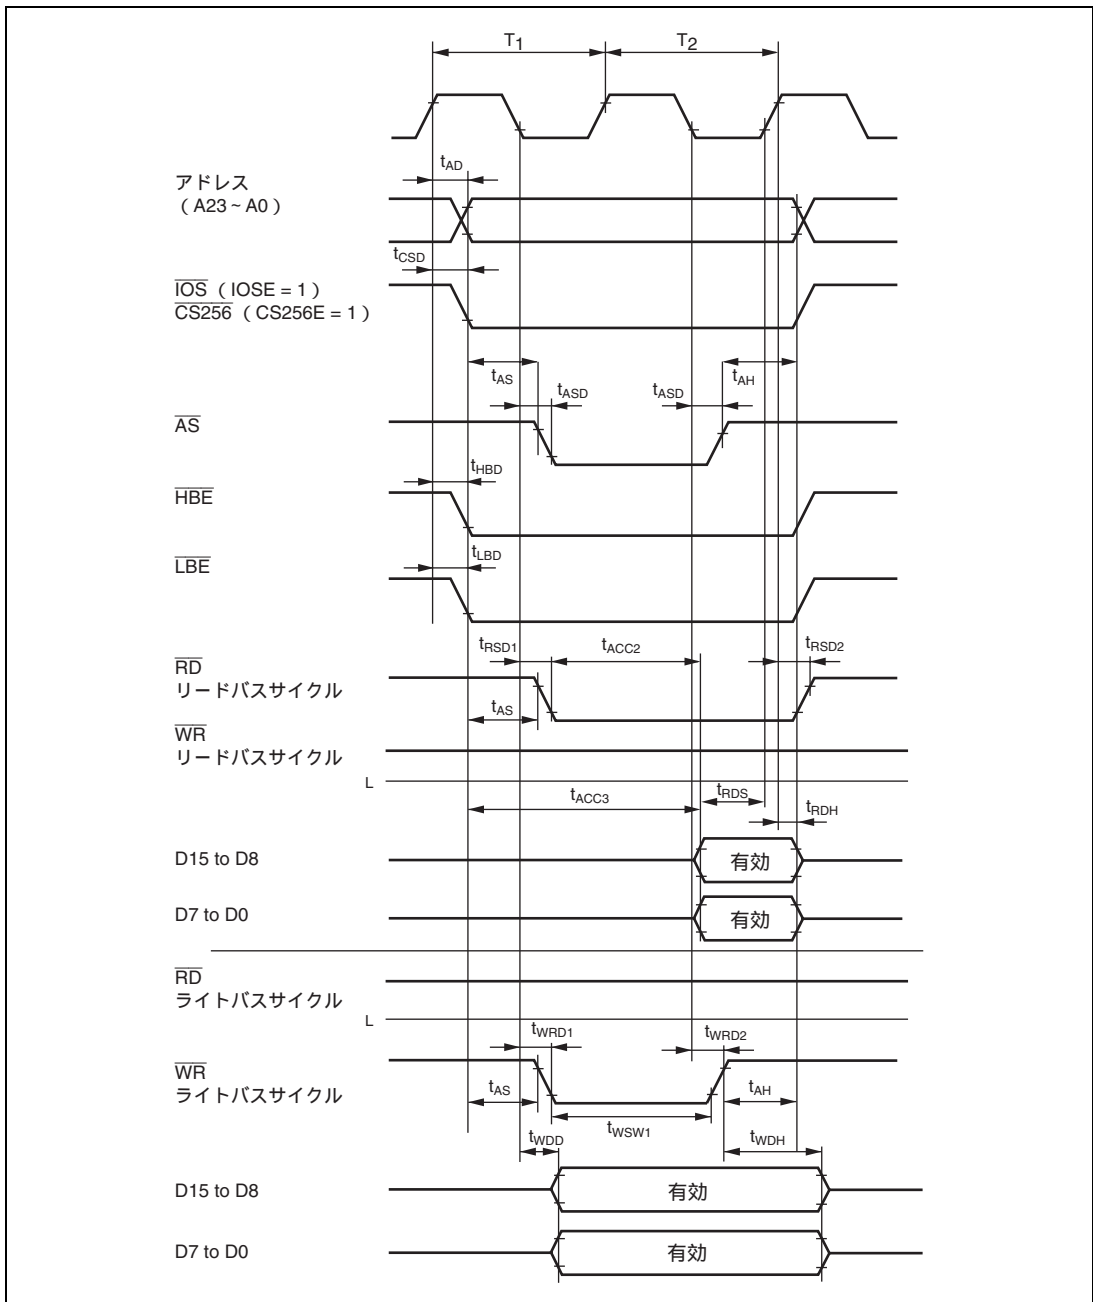 T1 T2
tAD
アドレス
( A23 ~ A0 )
tCSD
IOS ( IOSE = 1 )
CS256 ( CS256E = 1 )
tAS tASD tASD tAH
AS
tHBD
HBE
tLBD
LBE
tRSD1 tACC2 tRSD2
RD
リードバスサイクル
tAS
WR
リードバスサイクル
L
tACC3 tRDS tRDH
D15 to D8 有効
D7 to D0 有効
RD
ライトバスサイクル
L
tWRD1 tWRD2
WR
ライトバスサイクル
tAS tAH
tWSW1
tWDD tWDH
D15 to D8 有効
D7 to D0 有効